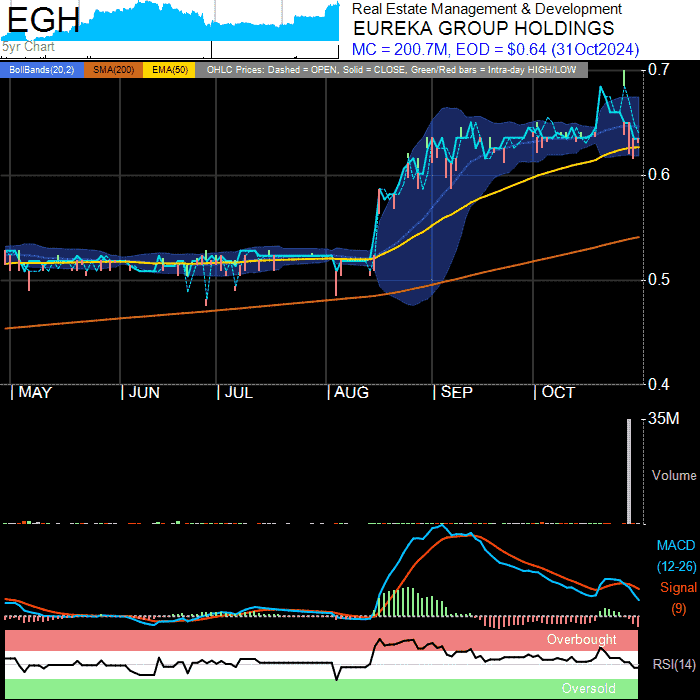 EGH
5yr Chart
Real Estate Management & Development
EUREKA GROUP HOLDINGS
MC = 200.7M, EOD = $0.64 (31Oct2024)
BollBands(20,2) SMA(200) EMA(50) OHLC Prices: Dashed = OPEN, Solid = CLOSE, Green/Red bars = Intra-day HIGH/LOW
0.7
0.6
0.5
0.4
MAY JUN JUL AUG SEP OCT
35M
Volume
MACD
(12-26)
Signal
(9)
Overbought
RSI(14)
Oversold